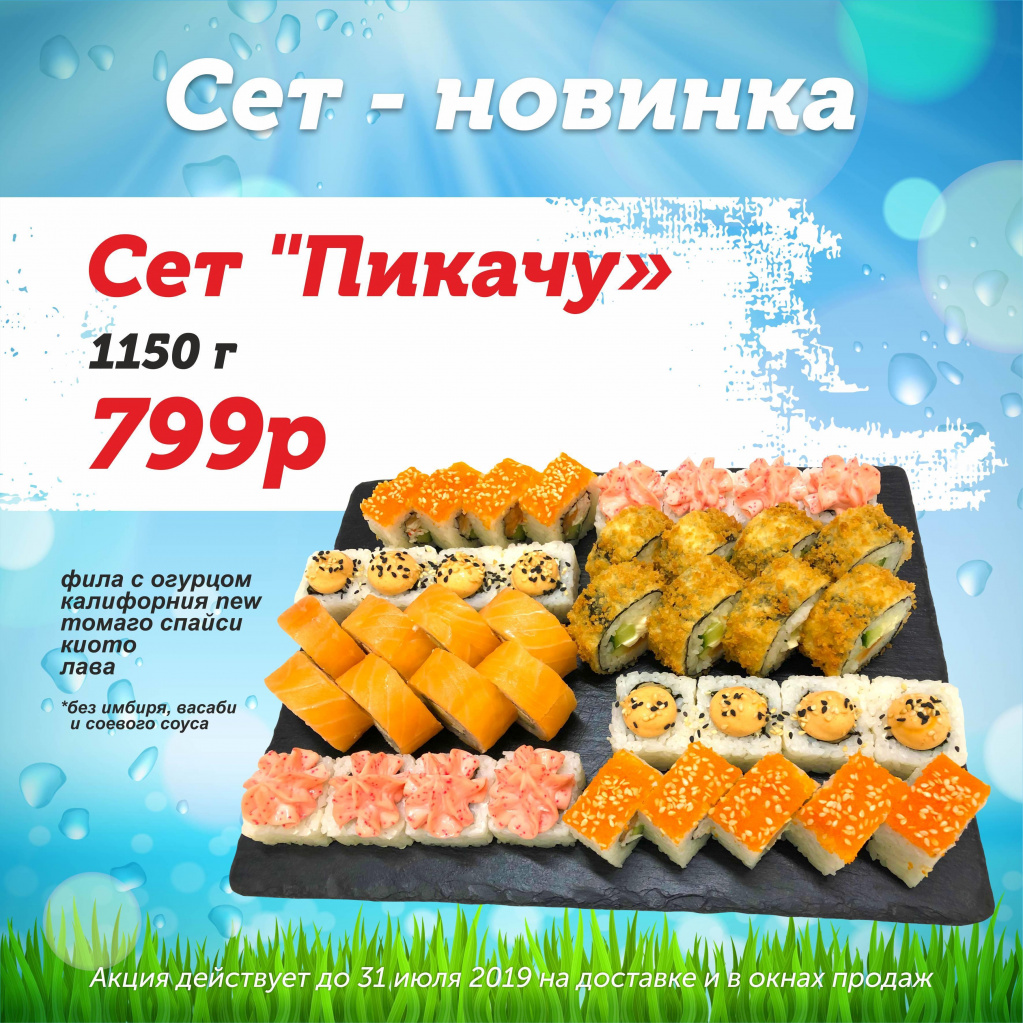 Сет - новинка
Сет "Пикачу»
1150 г
799р
фила с огурцом
калифорния new
томаго спайси
киото
лава
*без имбиря, васаби
и соевого соуса
Акция действует до 31 июля 2019 на доставке и в окнах продаж